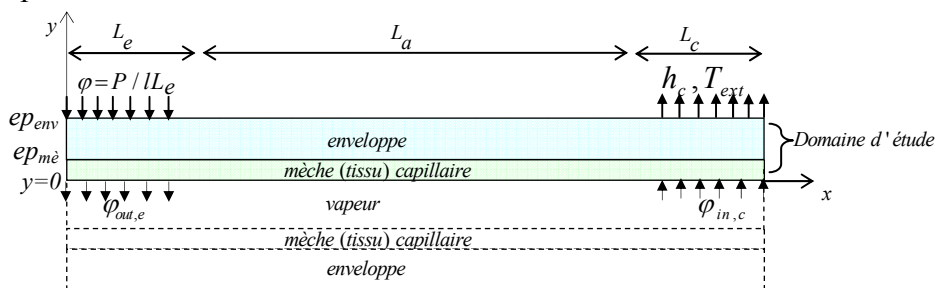 y
L_e
L_a
L_c
φ=P/lL_e
h_c, T_ext
ep_env
enveloppe
Domaine d'étude
ep_mè
mèche (tissu) capillaire
y=0
x
φ_out,e
vapeur
φ_in,c
mèche (tissu) capillaire
enveloppe